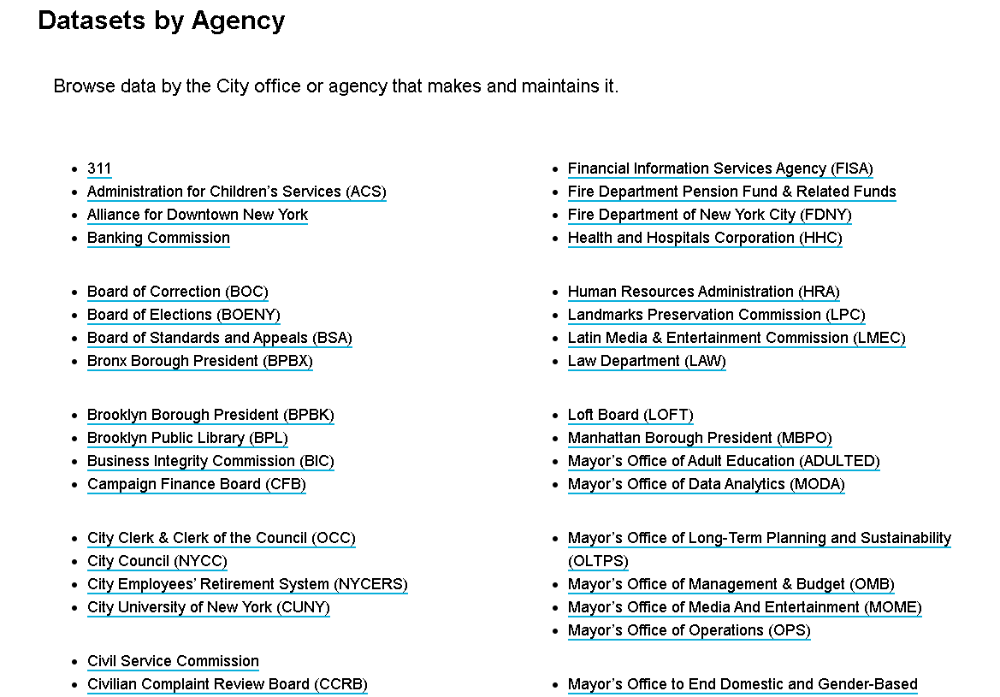 Datasets by Agency
Browse data by the City office or agency that makes and maintains it.
311
Administration for Children’s Services (ACS)
Alliance for Downtown New York
Banking Commission
Board of Correction (BOC)
Board of Elections (BOENY)
Board of Standards and Appeals (BSA)
Bronx Borough President (BPBX)
Brooklyn Borough President (BPBK)
Brooklyn Public Library (BPL)
Business Integrity Commission (BIC)
Campaign Finance Board (CFB)
City Clerk & Clerk of the Council (OCC)
City Council (NYCC)
City Employees’ Retirement System (NYCERS)
City University of New York (CUNY)
Civil Service Commission
Civilian Complaint Review Board (CCRB)
Financial Information Services Agency (FISA)
Fire Department Pension Fund & Related Funds
Fire Department of New York City (FDNY)
Health and Hospitals Corporation (HHC)
Human Resources Administration (HRA)
Landmarks Preservation Commission (LPC)
Latin Media & Entertainment Commission (LMEC)
Law Department (LAW)
Loft Board (LOFT)
Manhattan Borough President (MBPO)
Mayor’s Office of Adult Education (ADULTED)
Mayor’s Office of Data Analytics (MODA)
Mayor’s Office of Long-Term Planning and Sustainability
(OLTPS)
Mayor’s Office of Management & Budget (OMB)
Mayor’s Office of Media And Entertainment (MOME)
Mayor’s Office of Operations (OPS)
Mayor’s Office to End Domestic and Gender-Based